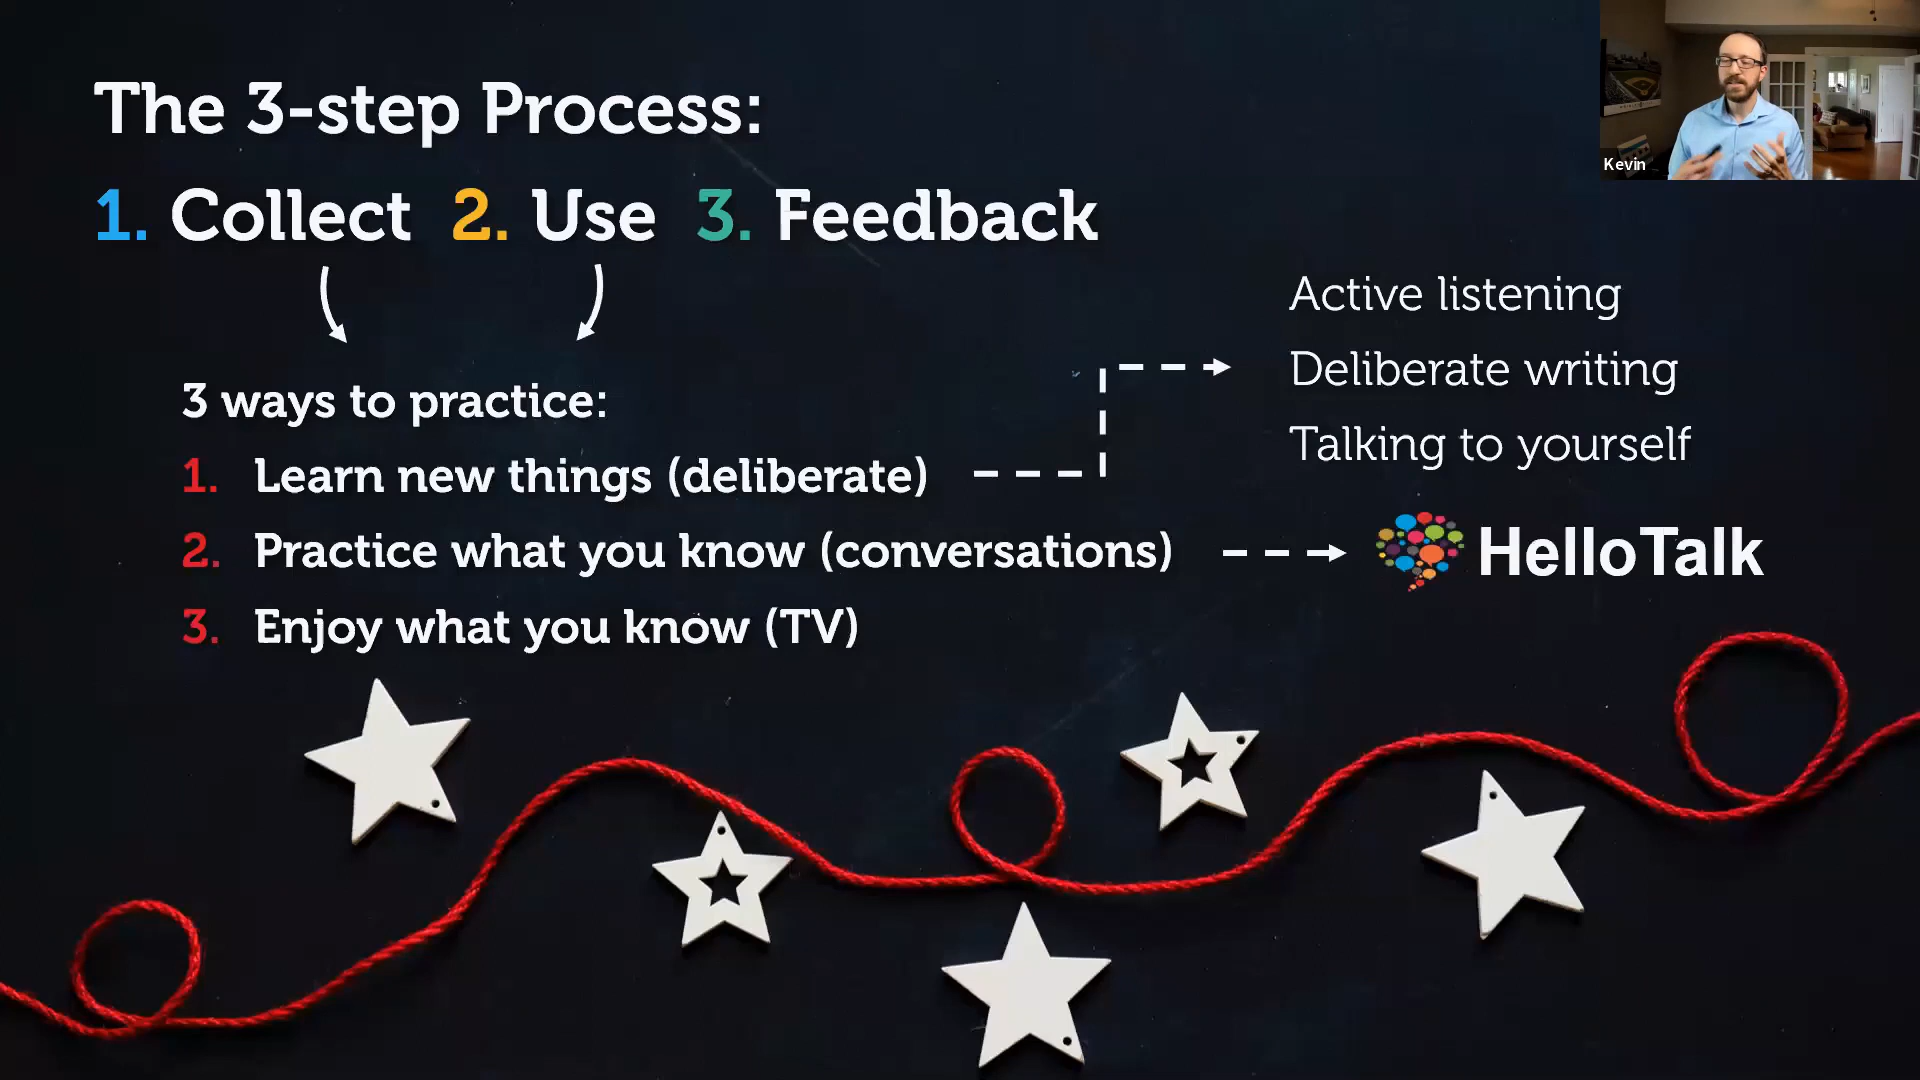 The 3-step Process:
1. Collect 2. Use 3. Feedback
3 ways to practice:
1. Learn new things (deliberate)
2. Practice what you know (conversations)
3. Enjoy what you know (TV)
Active listening
Deliberate writing
Talking to yourself
HelloTalk
Kevin